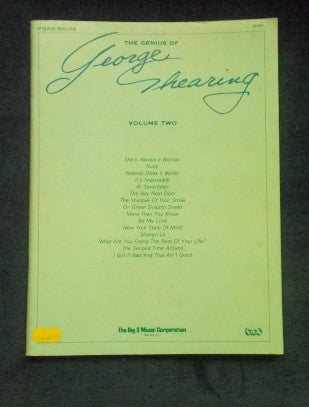 PIANO SOLOS
THE GENIUS OF
George Shearing
VOLUME TWO
She's Always a Woman
Ruby
Nobody Does It Better
It's Impossible
At Seventeen
The Boy Next Door
The Shadow Of Your Smile
On Green Dolphin Street
More Than You Know
Be My Love
New York State Of Mind
Shangri-La
What Are You Doing The Rest Of Your Life?
The Second Time Around
I Got It Bad And That Ain't Good
The Big 3 Music Corporation